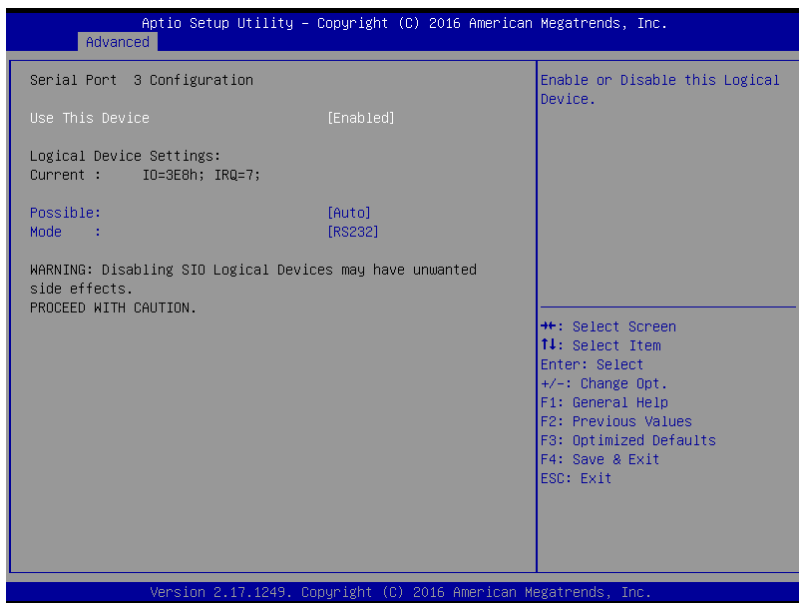 Aptio Setup Utility – Copyright (C) 2016 American Megatrends, Inc.
Advanced
Serial Port 3 Configuration
Use This Device [Enabled]
Logical Device Settings:
Current : IO=3E8h; IRQ=7;
Possible: [Auto]
Mode : [RS232]
WARNING: Disabling SIO Logical Devices may have unwanted
side effects.
PROCEED WITH CAUTION.
Enable or Disable this Logical
Device.
→←: Select Screen
↑↓: Select Item
Enter: Select
+/-: Change Opt.
F1: General Help
F2: Previous Values
F3: Optimized Defaults
F4: Save & Exit
ESC: Exit
Version 2.17.1249. Copyright (C) 2016 American Megatrends, Inc.